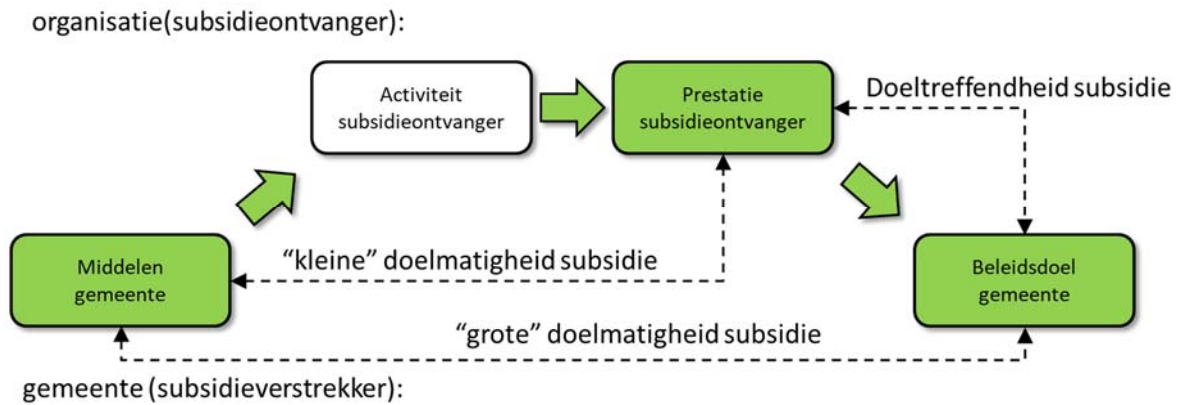 organisatie(subsidieontvanger):
Activiteit
subsidieontvanger
Prestatie
subsidieontvanger
Doeltreffendheid subsidie
Middelen
gemeente
“kleine” doelmatigheid subsidie
Beleidsdoel
gemeente
“grote” doelmatigheid subsidie
gemeente (subsidieverstrekker):